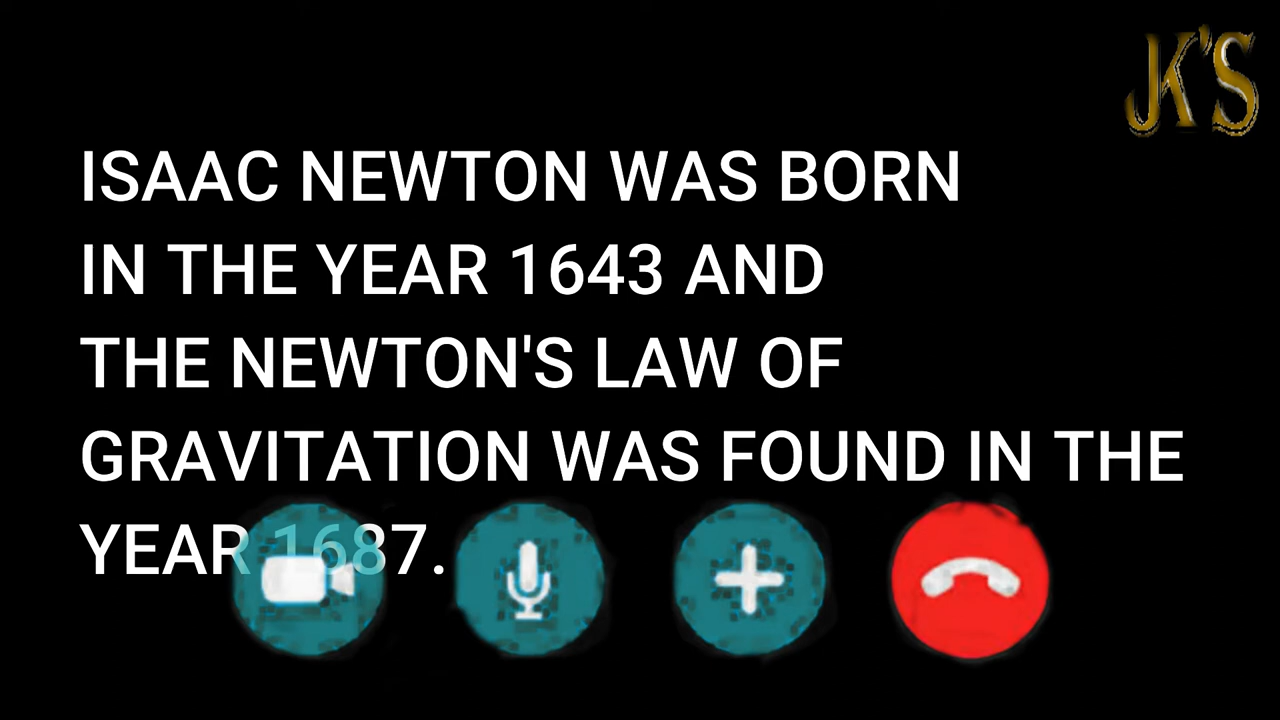 JK'S
ISAAC NEWTON WAS BORN
IN THE YEAR 1643 AND
THE NEWTON'S LAW OF
GRAVITATION WAS FOUND IN THE
YEAR 1687.